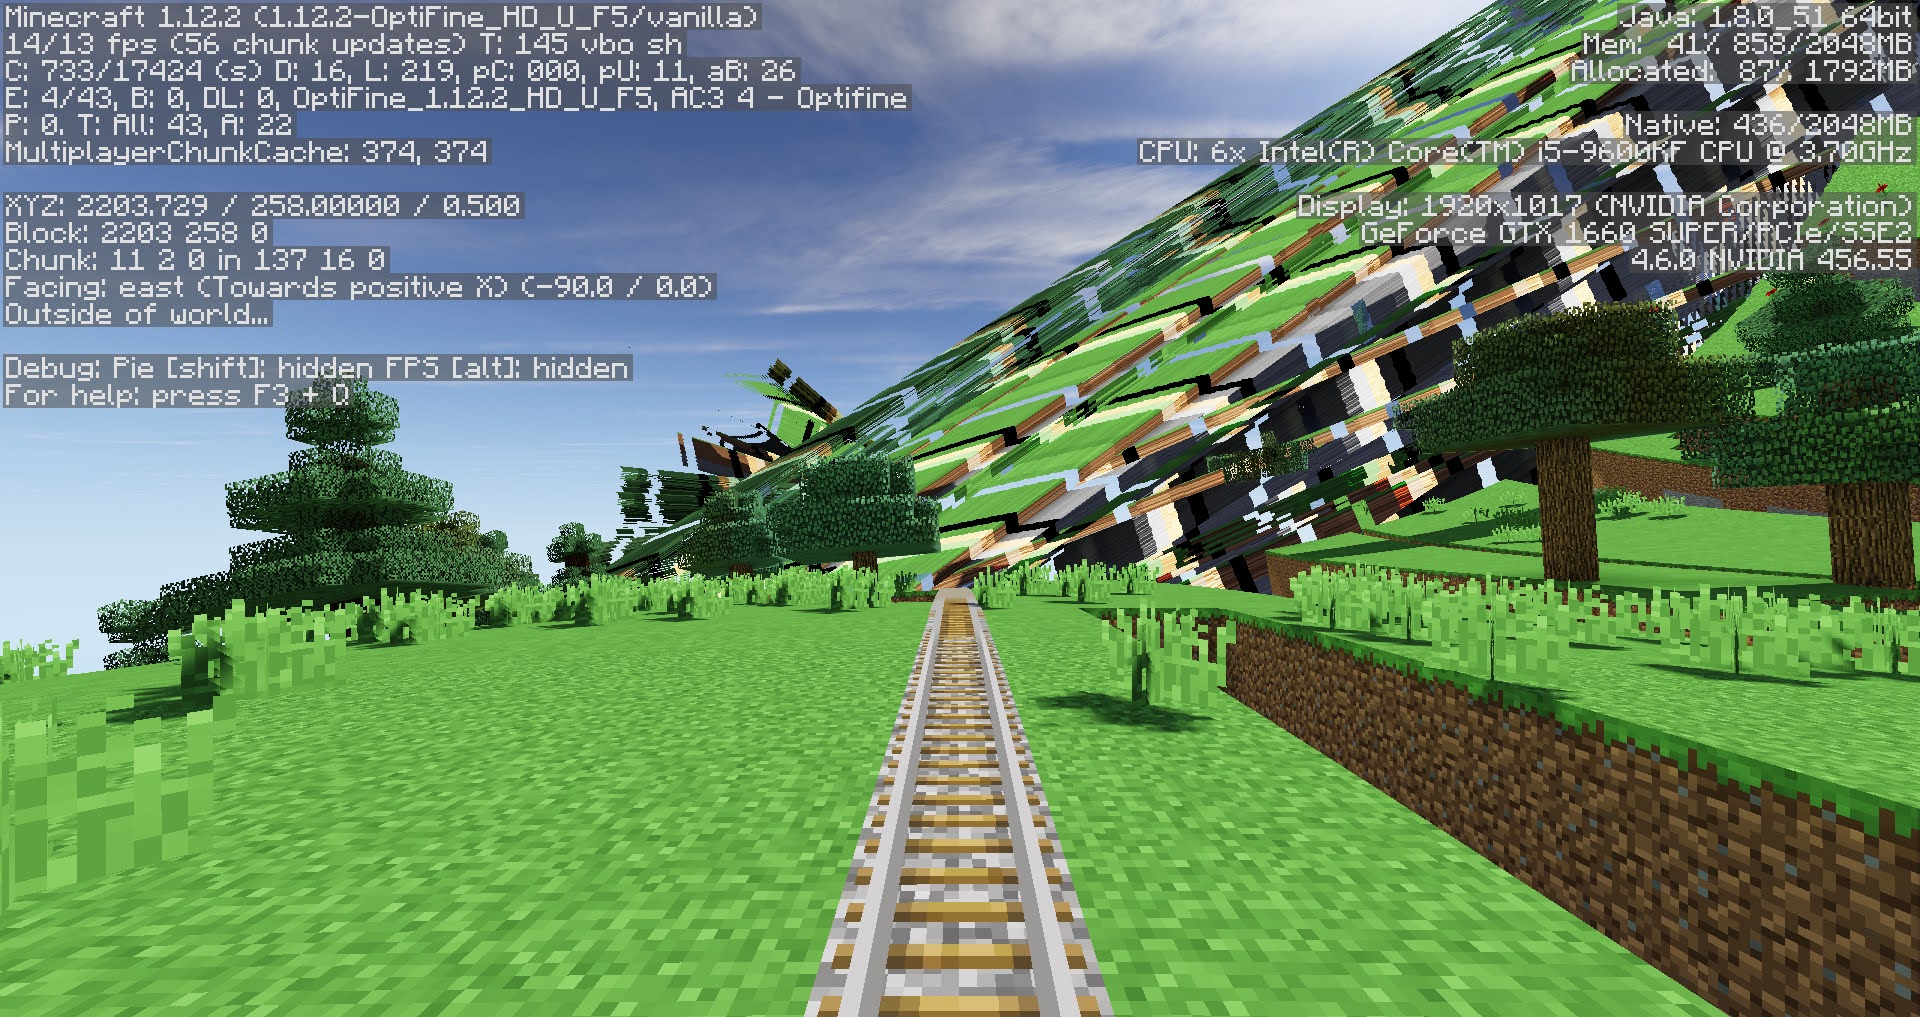 Minecraft 1.12.2 (1.12.2-OptiFine_HD_U_F5/vanilla)
14/13 fps (56 chunk updates) T: 145 vbo sh
C: 733/17424 (s) D: 16, L: 219, pC: 000, pU: 11, aB: 26
E: 4/43, B: 0, DL: 0, OptiFine_1.12.2_HD_U_F5, AC3 4 - Optifine
P: 0. T: All: 43, A: 22
MultiplayerChunkCache: 374, 374
XYZ: 2203.729 / 258.00000 / 0.500
Block: 2203 258 0
Chunk: 11 2 0 in 137 16 0
Facing: east (Towards positive X) (-90.0 / 0.0)
Outside of world...
Debug: Pie [shift]: hidden FPS [alt]: hidden
For help: press F3 + Q
Java: 1.8.0_51 64bit
Mem: 41% 858/2048MB
Allocated: 87% 1792MB
Native: 436/2048MB
CPU: 6x Intel(R) Core(TM) i5-9600KF CPU @ 3.70GHz
Display: 1920x1017 (NVIDIA Corporation)
GeForce GTX 1660 SUPER/PCIe/SSE2
4.6.0 NVIDIA 456.55